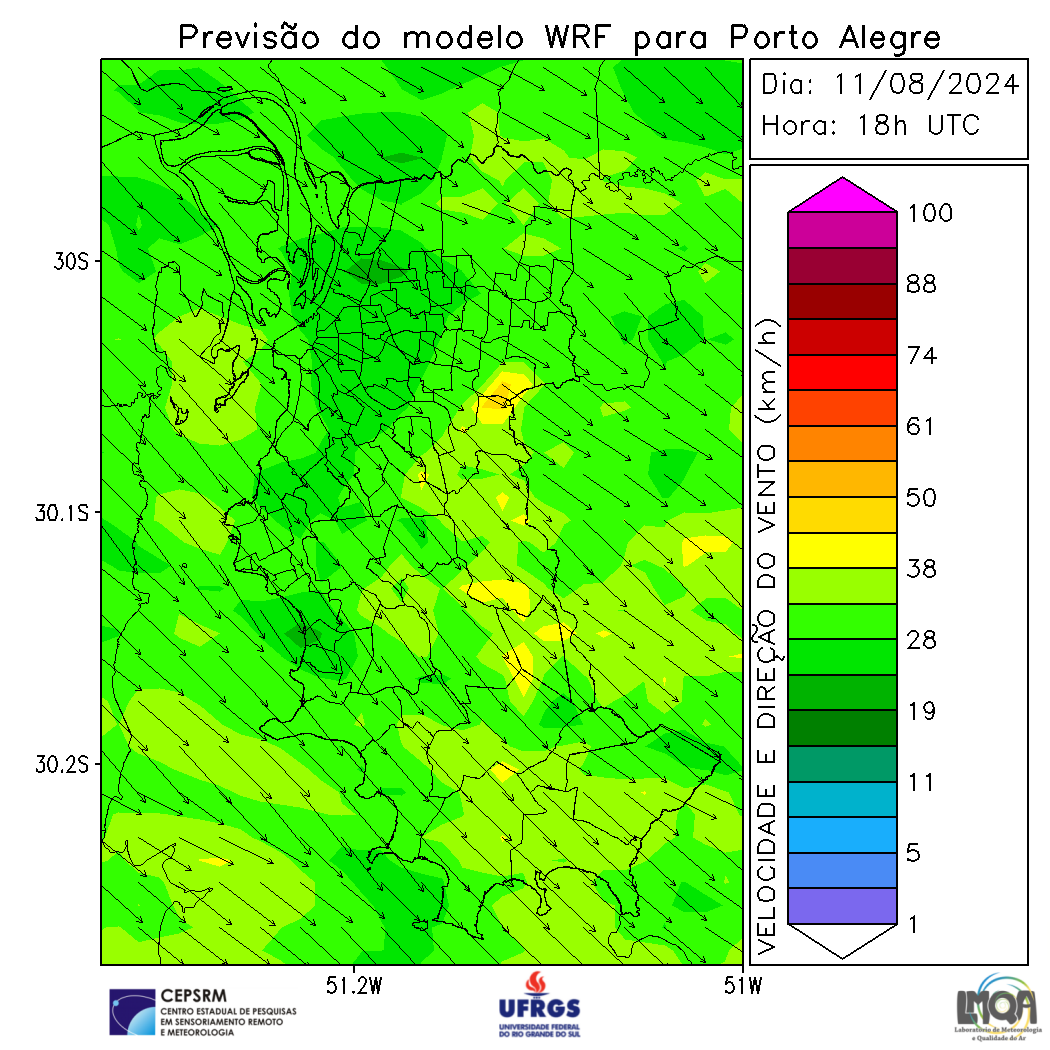 Previsão do modelo WRF para Porto Alegre
Dia: 11/08/2024
Hora: 18h UTC
30S
30.1S
30.2S
51.2W
51W
VELOCIDADE E DIREÇÃO DO VENTO (km/h)
100
88
74
61
50
38
28
19
11
5
1
CEPSRM
CENTRO ESTADUAL DE PESQUISAS
EM SENSORIAMENTO REMOTO
E METEOROLOGIA
UFRGS
UNIVERSIDADE FEDERAL
DO RIO GRANDE DO SUL
LMQA
Laboratório de Meteorologia
e Qualidade do Ar